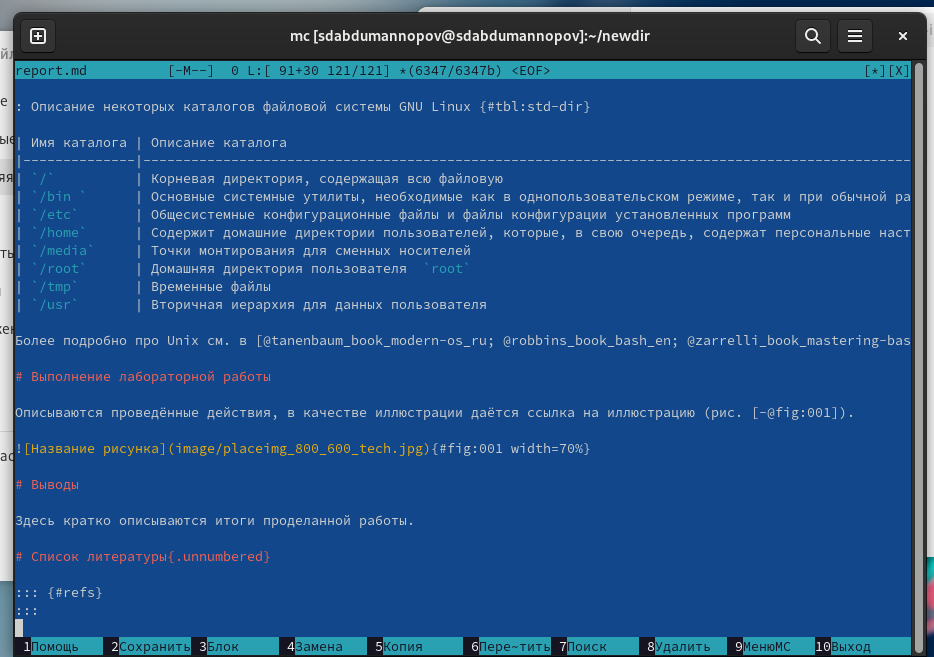 mc [sdabdumannopov@sdabdumannopov]:~/newdir
report.md [-M--] 0 L:[ 91+30 121/121] *(6347/6347b) <EOF> [*][X]
: Описание некоторых каталогов файловой системы GNU Linux {#tbl:std-dir}
| Имя каталога | Описание каталога
|--------------|------------------------------------------------------------------------------------------------
| `/` | Корневая директория, содержащая всю файловую
| `/bin ` | Основные системные утилиты, необходимые как в однопользовательском режиме, так и при обычной ра
| `/etc` | Общесистемные конфигурационные файлы и файлы конфигурации установленных программ
| `/home` | Содержит домашние директории пользователей, которые, в свою очередь, содержат персональные наст
| `/media` | Точки монтирования для сменных носителей
| `/root` | Домашняя директория пользователя `root`
| `/tmp` | Временные файлы
| `/usr` | Вторичная иерархия для данных пользователя
Более подробно про Unix см. в [@tanenbaum_book_modern-os_ru; @robbins_book_bash_en; @zarrelli_book_mastering-bas
# Выполнение лабораторной работы
Описываются проведённые действия, в качестве иллюстрации даётся ссылка на иллюстрацию (рис. [-@fig:001]).
![Название рисунка](image/placeimg_800_600_tech.jpg){#fig:001 width=70%}
# Выводы
Здесь кратко описываются итоги проделанной работы.
# Список литературы{.unnumbered}
::: {#refs}
:::
1Помощь 2Сохранить 3Блок 4Замена 5Копия 6Пере~тить 7Поиск 8Удалить 9МенюМС 10Выход